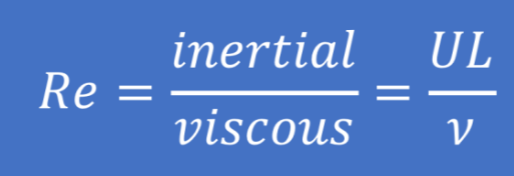 Re = inertial / viscous = UL / ν